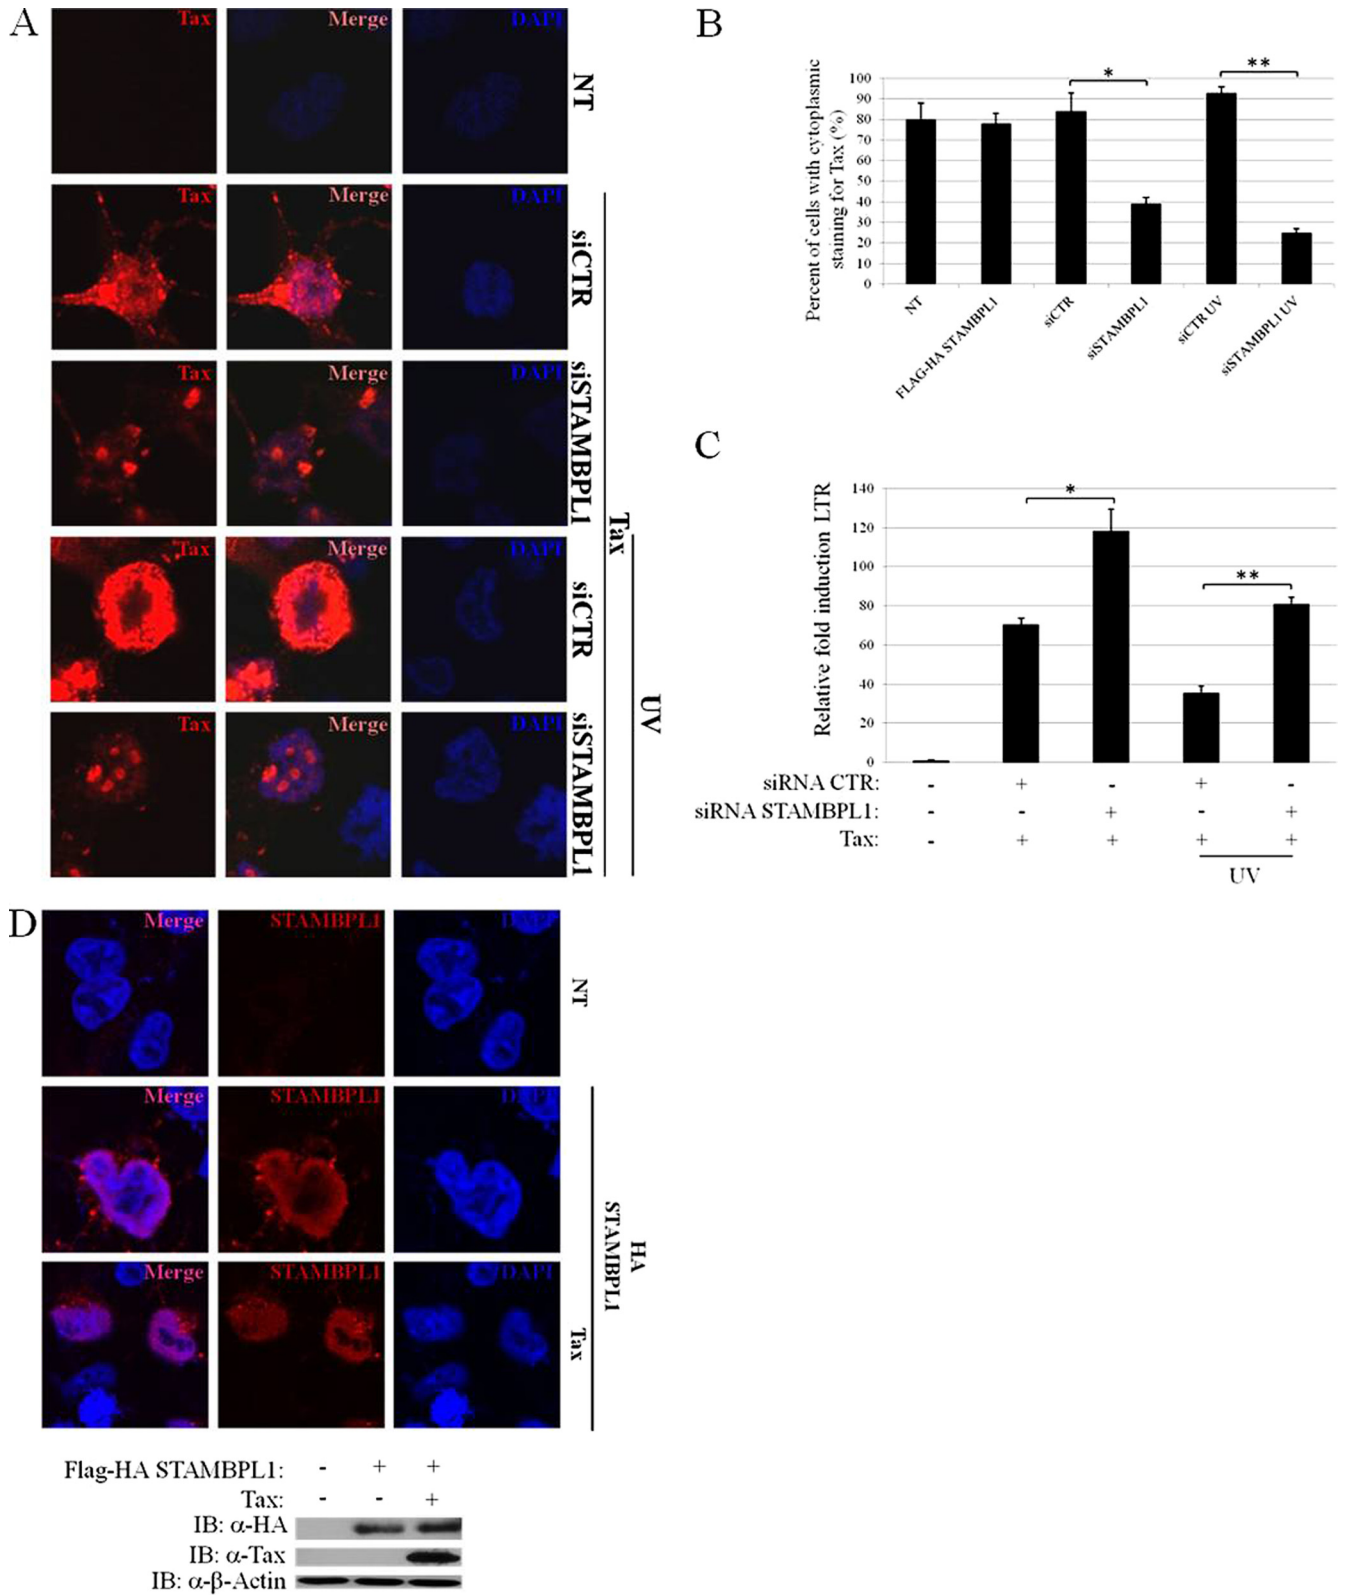 A
Tax Merge DAPI
NT
Tax Merge DAPI
siCTR
Tax Merge DAPI
siSTAMBPL1
Tax
Tax Merge DAPI
siCTR
UV
Tax Merge DAPI
siSTAMBPL1
B
Percent of cells with cytoplasmic
staining for Tax (%)
100
90
80
70
60
50
40
30
20
10
0
*
**
NT
FLAG-HA STAMBPL1
siCTR
siSTAMBPL1
siCTR UV
siSTAMBPL1 UV
C
Relative fold induction LTR
140
120
100
80
60
40
20
0
*
**
siRNA CTR: - + - + -
siRNA STAMBPL1: - - + - +
Tax: - + + + +
UV
D
Merge STAMBPL1 DAPI
NT
Merge STAMBPL1 DAPI
HA
STAMBPL1
Merge STAMBPL1 DAPI
Tax
Flag-HA STAMBPL1: - + +
Tax: - - +
IB: α-HA
IB: α-Tax
IB: α-β-Actin